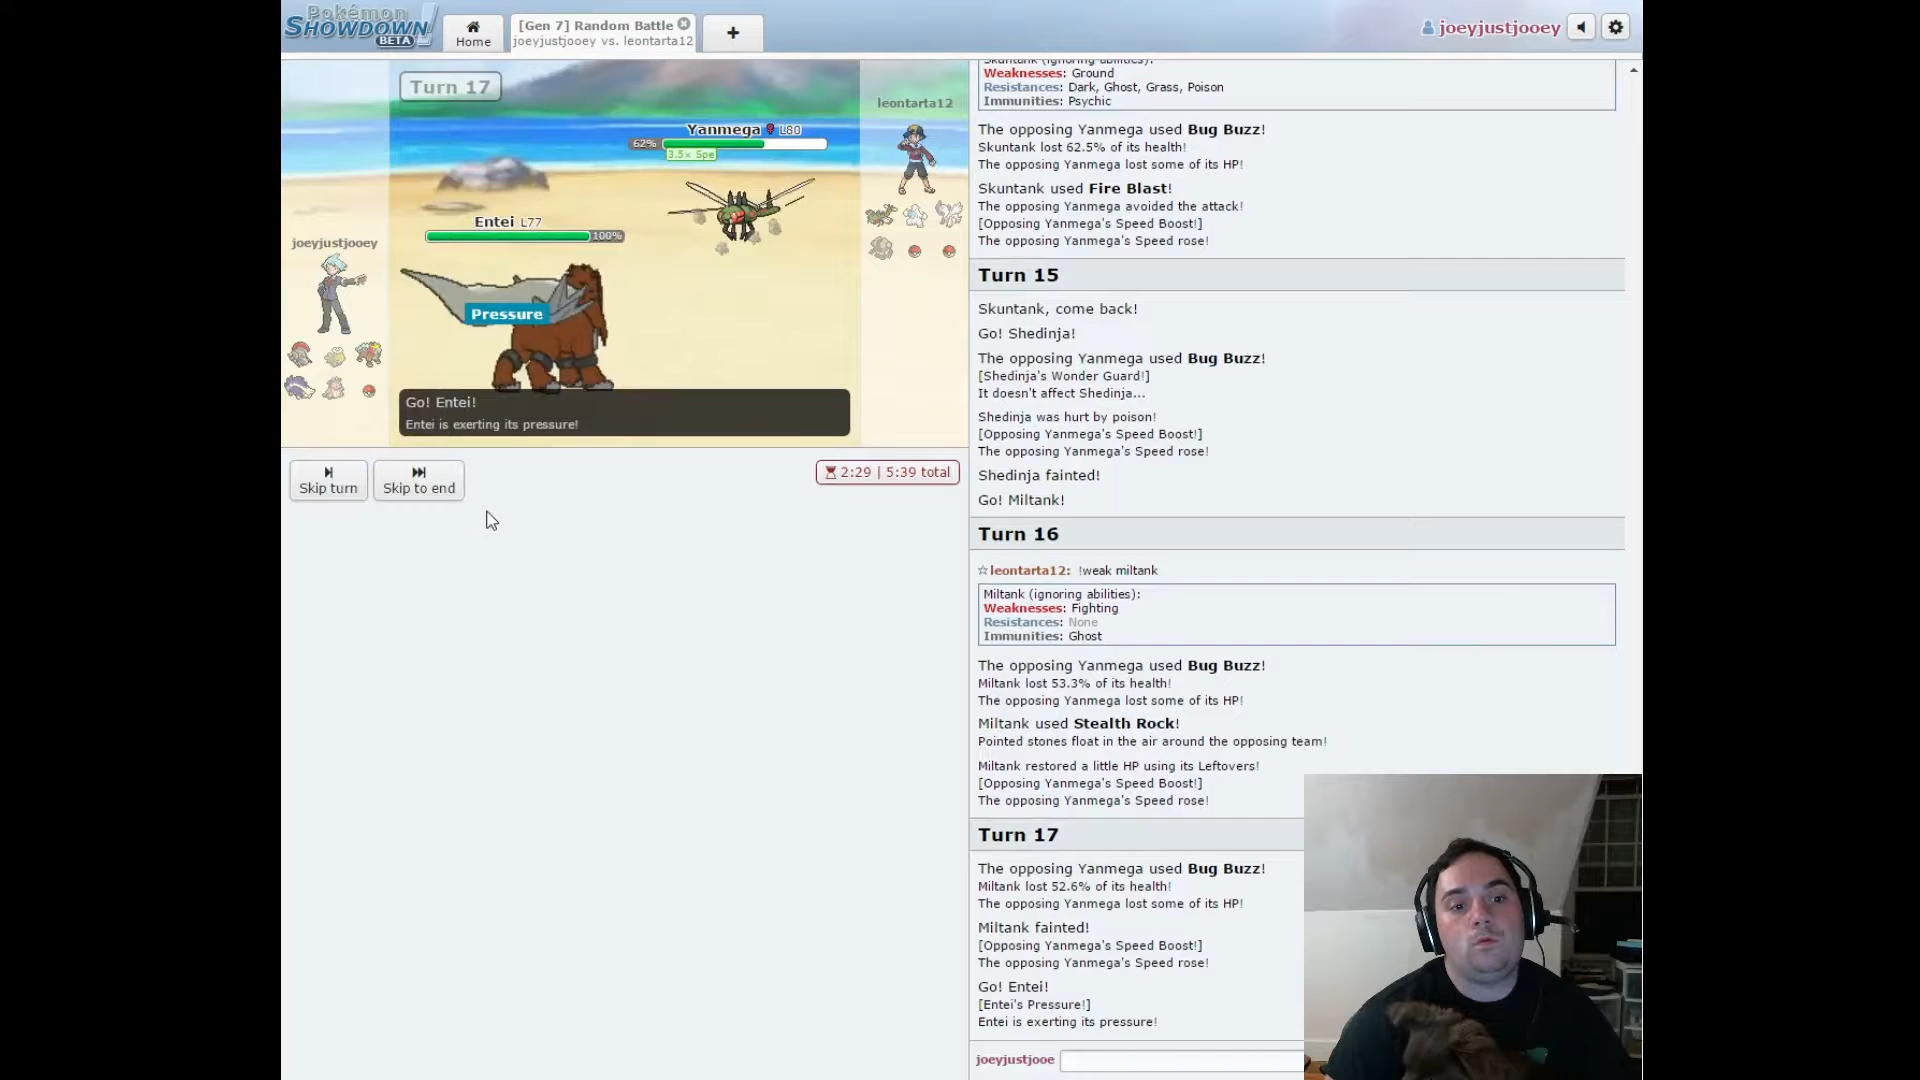 Pokémon
SHOWDOWN!
BETA
Home
[Gen 7] Random Battle
joeyjustjooey vs. leontarta12
+
joeyjustjooey
Turn 17
leontarta12
Yanmega L80
62%
3.5× Spe
Entei L77
100%
joeyjustjooey
Pressure
Go! Entei!
Entei is exerting its pressure!
Skip turn
Skip to end
2:29 | 5:39 total
Skuntank (ignoring abilities):
Weaknesses: Ground
Resistances: Dark, Ghost, Grass, Poison
Immunities: Psychic
The opposing Yanmega used Bug Buzz!
Skuntank lost 62.5% of its health!
The opposing Yanmega lost some of its HP!
Skuntank used Fire Blast!
The opposing Yanmega avoided the attack!
[Opposing Yanmega's Speed Boost!]
The opposing Yanmega's Speed rose!
Turn 15
Skuntank, come back!
Go! Shedinja!
The opposing Yanmega used Bug Buzz!
[Shedinja's Wonder Guard!]
It doesn't affect Shedinja...
Shedinja was hurt by poison!
[Opposing Yanmega's Speed Boost!]
The opposing Yanmega's Speed rose!
Shedinja fainted!
Go! Miltank!
Turn 16
☆leontarta12: !weak miltank
Miltank (ignoring abilities):
Weaknesses: Fighting
Resistances: None
Immunities: Ghost
The opposing Yanmega used Bug Buzz!
Miltank lost 53.3% of its health!
The opposing Yanmega lost some of its HP!
Miltank used Stealth Rock!
Pointed stones float in the air around the opposing team!
Miltank restored a little HP using its Leftovers!
[Opposing Yanmega's Speed Boost!]
The opposing Yanmega's Speed rose!
Turn 17
The opposing Yanmega used Bug Buzz!
Miltank lost 52.6% of its health!
The opposing Yanmega lost some of its HP!
Miltank fainted!
[Opposing Yanmega's Speed Boost!]
The opposing Yanmega's Speed rose!
Go! Entei!
[Entei's Pressure!]
Entei is exerting its pressure!
joeyjustjooe